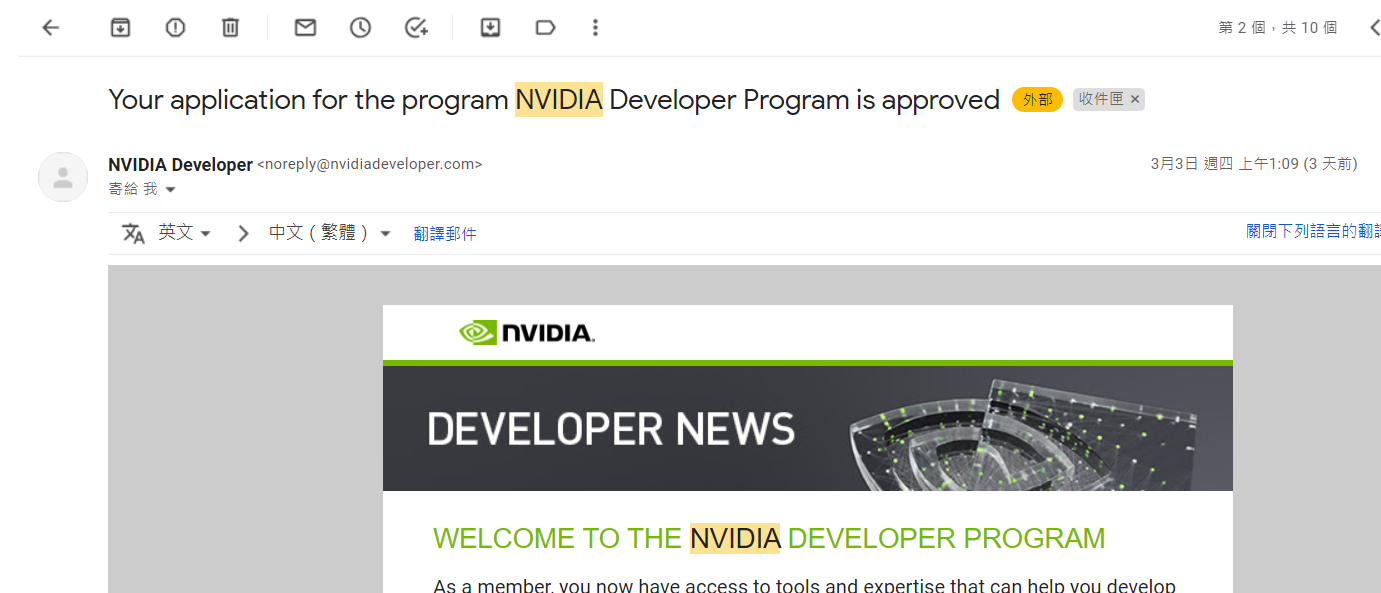 第 2 個，共 10 個
Your application for the program NVIDIA Developer Program is approved 外部 收件匣 ×
NVIDIA Developer <noreply@nvidiadeveloper.com> 3月3日 週四 上午1:09 (3 天前)
寄給 我
英文 中文 ( 繁體 ) 翻譯郵件 關閉下列語言的翻
NVIDIA.
DEVELOPER NEWS
WELCOME TO THE NVIDIA DEVELOPER PROGRAM
As a member, you now have access to tools and expertise that can help you develop